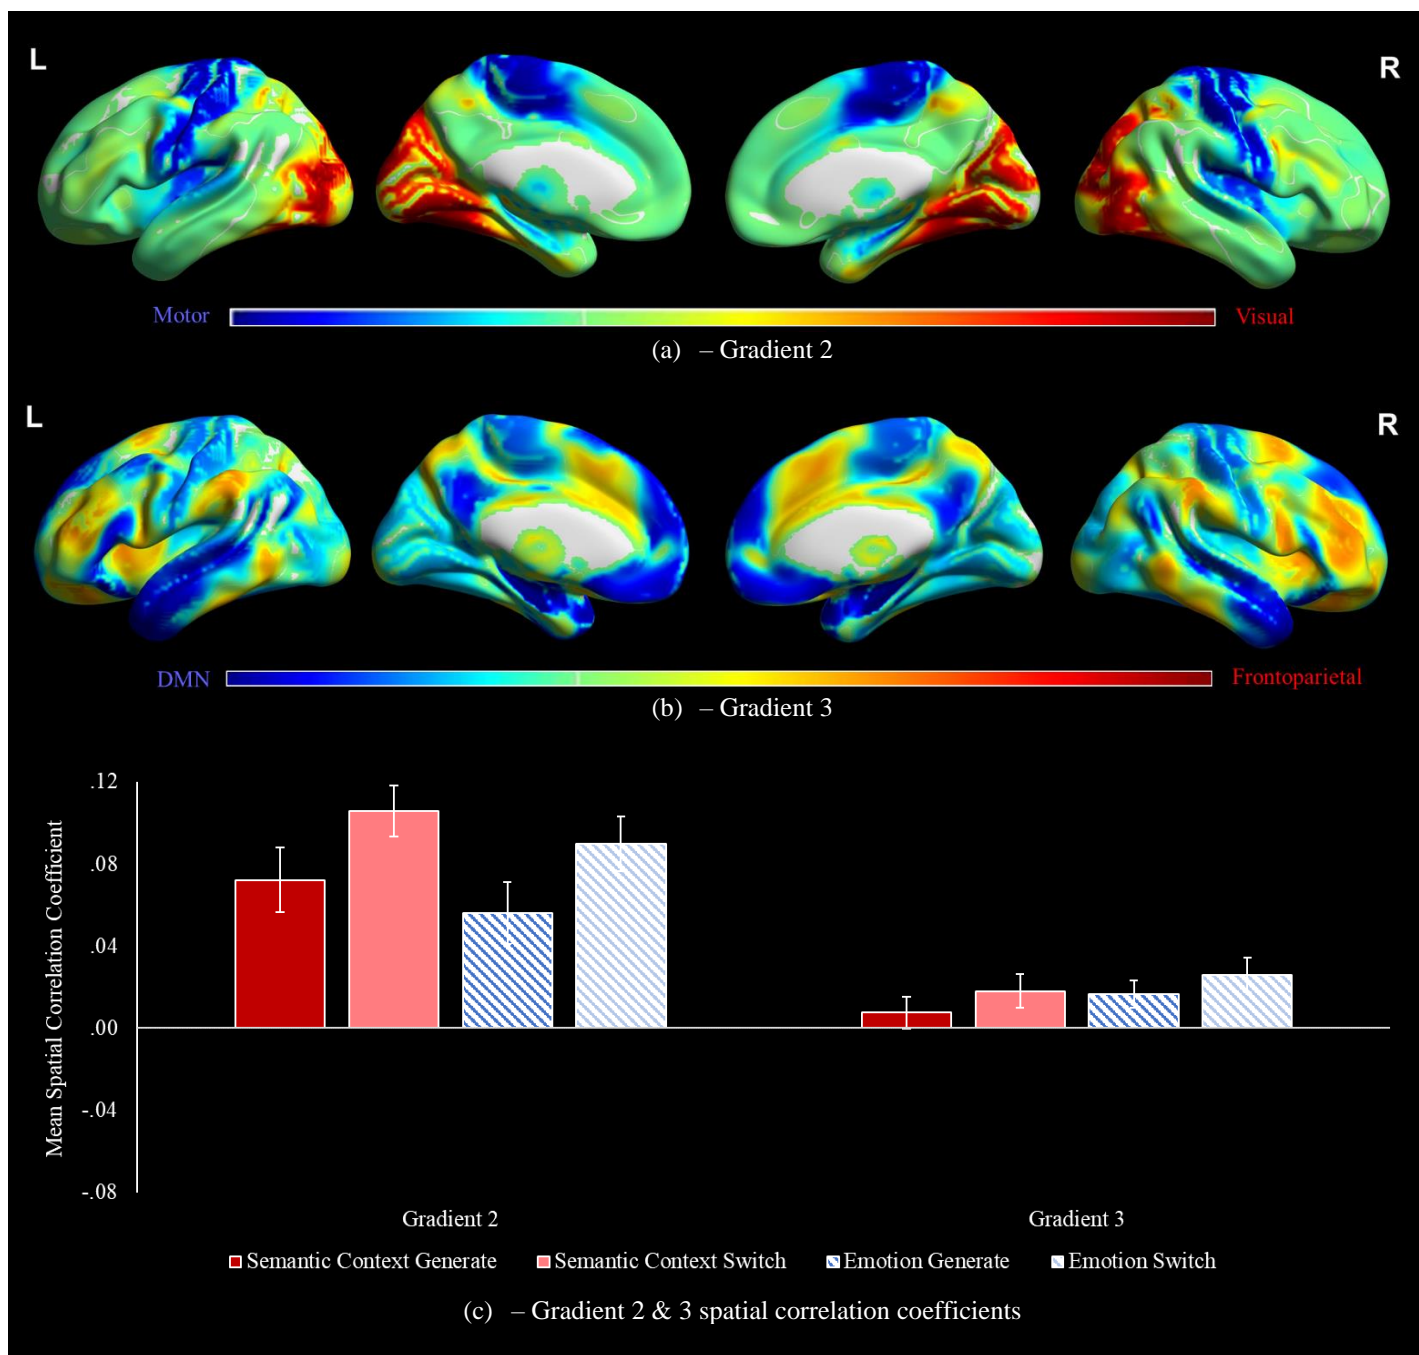 L
R
Motor
Visual
(a) – Gradient 2
L
R
DMN
Frontoparietal
(b) – Gradient 3
Mean Spatial Correlation Coefficient
.12
.08
.04
.00
-.04
-.08
Gradient 2
Gradient 3
Semantic Context Generate
Semantic Context Switch
Emotion Generate
Emotion Switch
(c) – Gradient 2 & 3 spatial correlation coefficients